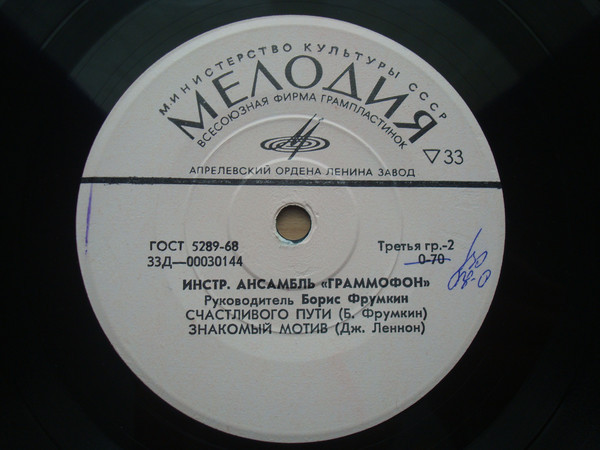 МИНИСТЕРСТВО КУЛЬТУРЫ СССР
МЕЛОДИЯ
ВСЕСОЮЗНАЯ ФИРМА ГРАМПЛАСТИНОК
▽33
АПРЕЛЕВСКИЙ ОРДЕНА ЛЕНИНА ЗАВОД
ГОСТ 5289-68
Третья гр.-2
33Д—00030144
0-70
ИНСТР. АНСАМБЛЬ «ГРАММОФОН»
Руководитель Борис Фрумкин
СЧАСТЛИВОГО ПУТИ (Б. Фрумкин)
ЗНАКОМЫЙ МОТИВ (Дж. Леннон)